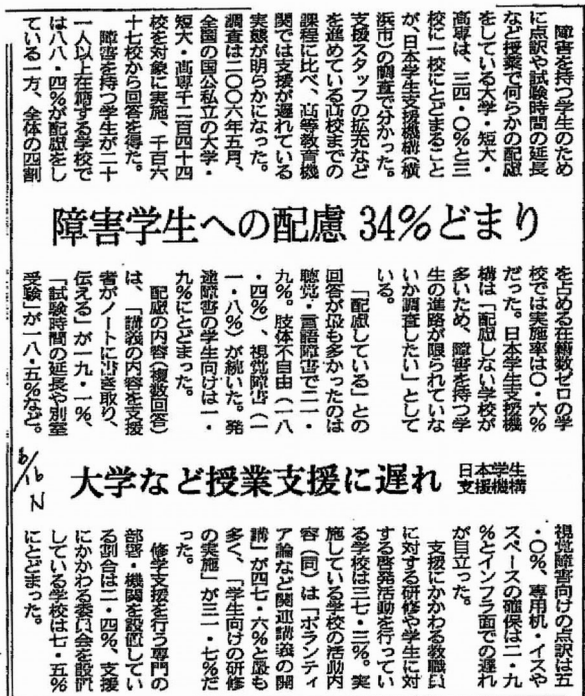 障害を持つ学生のため
に点訳や試験時間の延長
など授業で何らかの配慮
をしている大学・短大・
高専は、三四・〇%と三
校に一校にとどまること
が、日本学生支援機構(横
浜市)の調査で分かった。
支援スタッフの拡充など
を進めている高校までの
課程に比べ、高等教育機
関では支援が遅れている
実態が明らかになった。
調査は二〇〇六年五月、
全国の国公私立の大学・
短大・高専千二百四十四
校を対象に実施、千百六
十七校から回答を得た。
障害を持つ学生が二十
一人以上在籍する学校で
は八八・四%が配慮をし
ている一方、全体の四割
障害学生への配慮 34%どまり
を占める在籍数ゼロの学
校では実施率は〇・六%
だった。日本学生支援機
構は「配慮しない学校が
多いため、障害を持つ学
生の進路が限られていな
いか調査したい」として
いる。
「配慮している」との
回答が最も多かったのは
聴覚・言語障害で二一・
九%。肢体不自由(一八
・四%)、視覚障害(一
一・八%)が続いた。発
達障害の学生向けは一・
九%にとどまった。
配慮の内容(複数回答)
は、「講義の内容を支援
者がノートに書き取り、
伝える」が一九・一%、
「試験時間の延長や別室
受験」が一八・五%など。
大学など授業支援に遅れ
日本学生
支援機構
視覚障害向けの点訳は五
・〇%、専用机・イスや
スペースの確保は二・九
%とインフラ面での遅れ
が目立った。
支援にかかわる教職員
に対する研修や学生に対
する啓発活動を行ってい
る学校は三七・三%。実
施している学校の活動内
容(同)は「ボランティ
ア論など関連講義の開
講」が四七・六%と最も
多く、「学生向けの研修
の実施」が三一・七%だ
った。
修学支援を行う専門の
部署・機関を設置してい
る割合は二・四%、支援
にかかわる委員会を設置
している学校は七・五%
にとどまった。